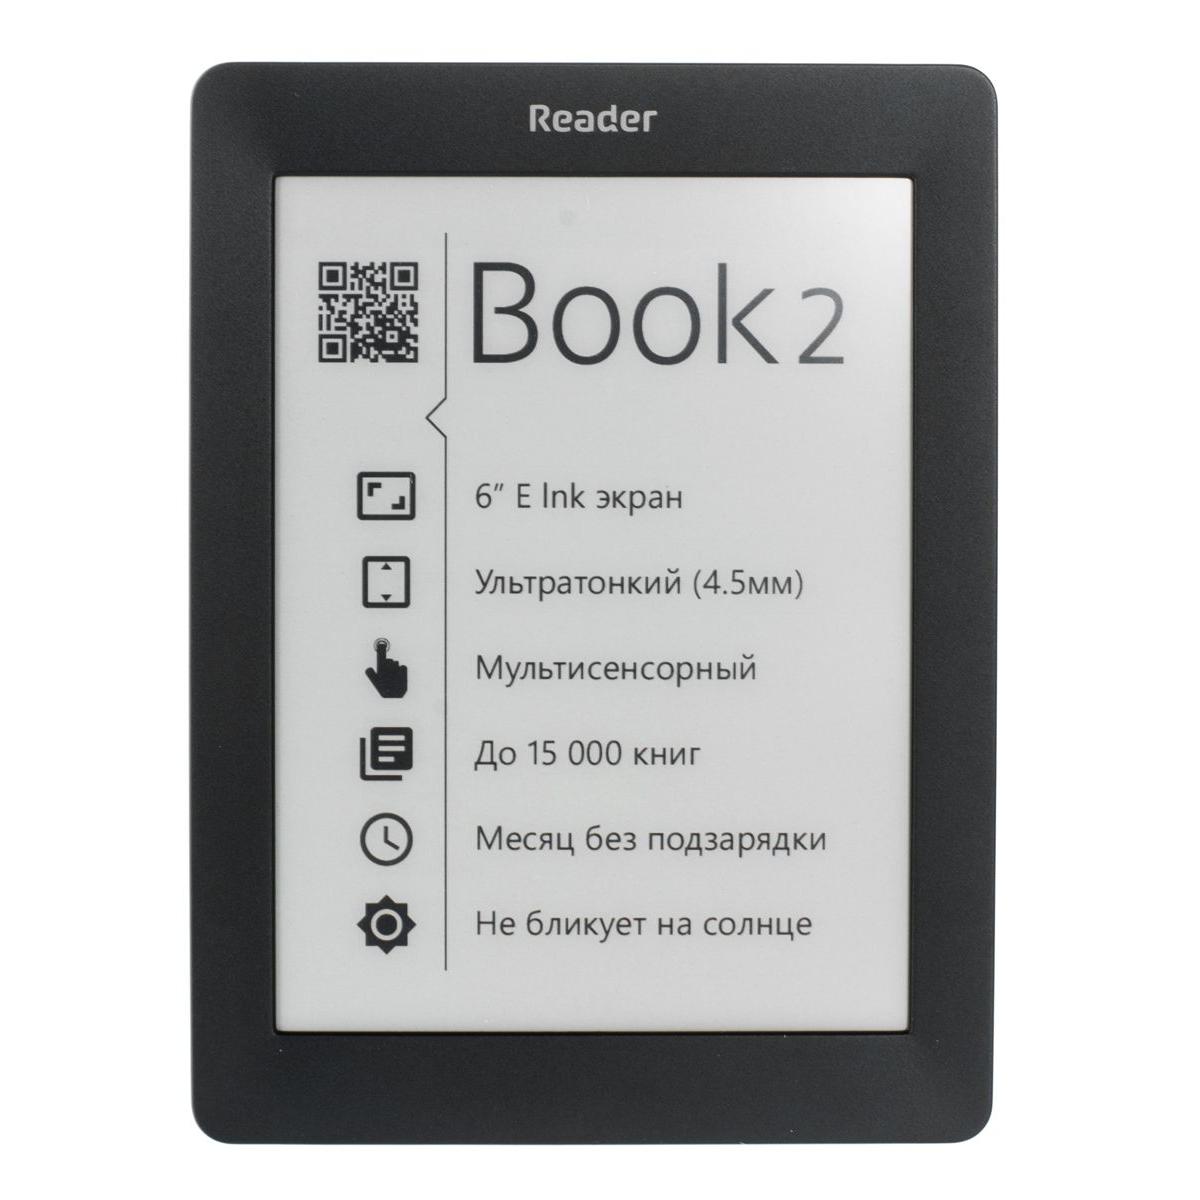 Reader
Book 2
6” E Ink экран
Ультратонкий (4.5мм)
Мультисенсорный
До 15 000 книг
Месяц без подзарядки
Не бликует на солнце